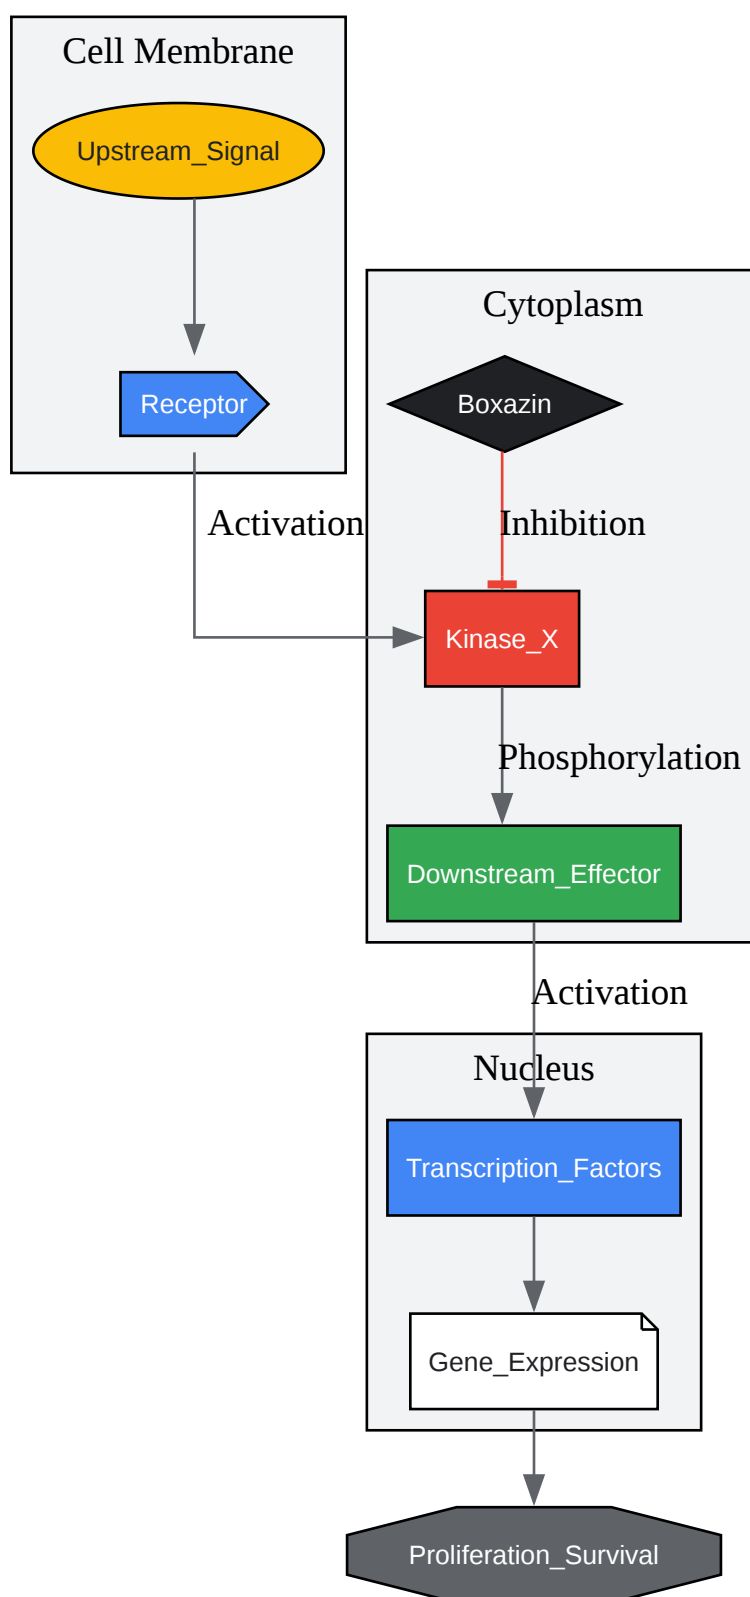 Cell Membrane
Upstream_Signal
Receptor
Cytoplasm
Boxazin
Activation
Inhibition
Kinase_X
Phosphorylation
Downstream_Effector
Activation
Nucleus
Transcription_Factors
Gene_Expression
Proliferation_Survival